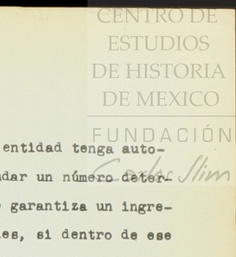 CENTRO DE
ESTUDIOS
DE HISTORIA
DE MEXICO
FUNDACIÓN
Carlos Slim
entidad tenga auto-
dar un número deter-
garantiza un ingre-
es, si dentro de ese